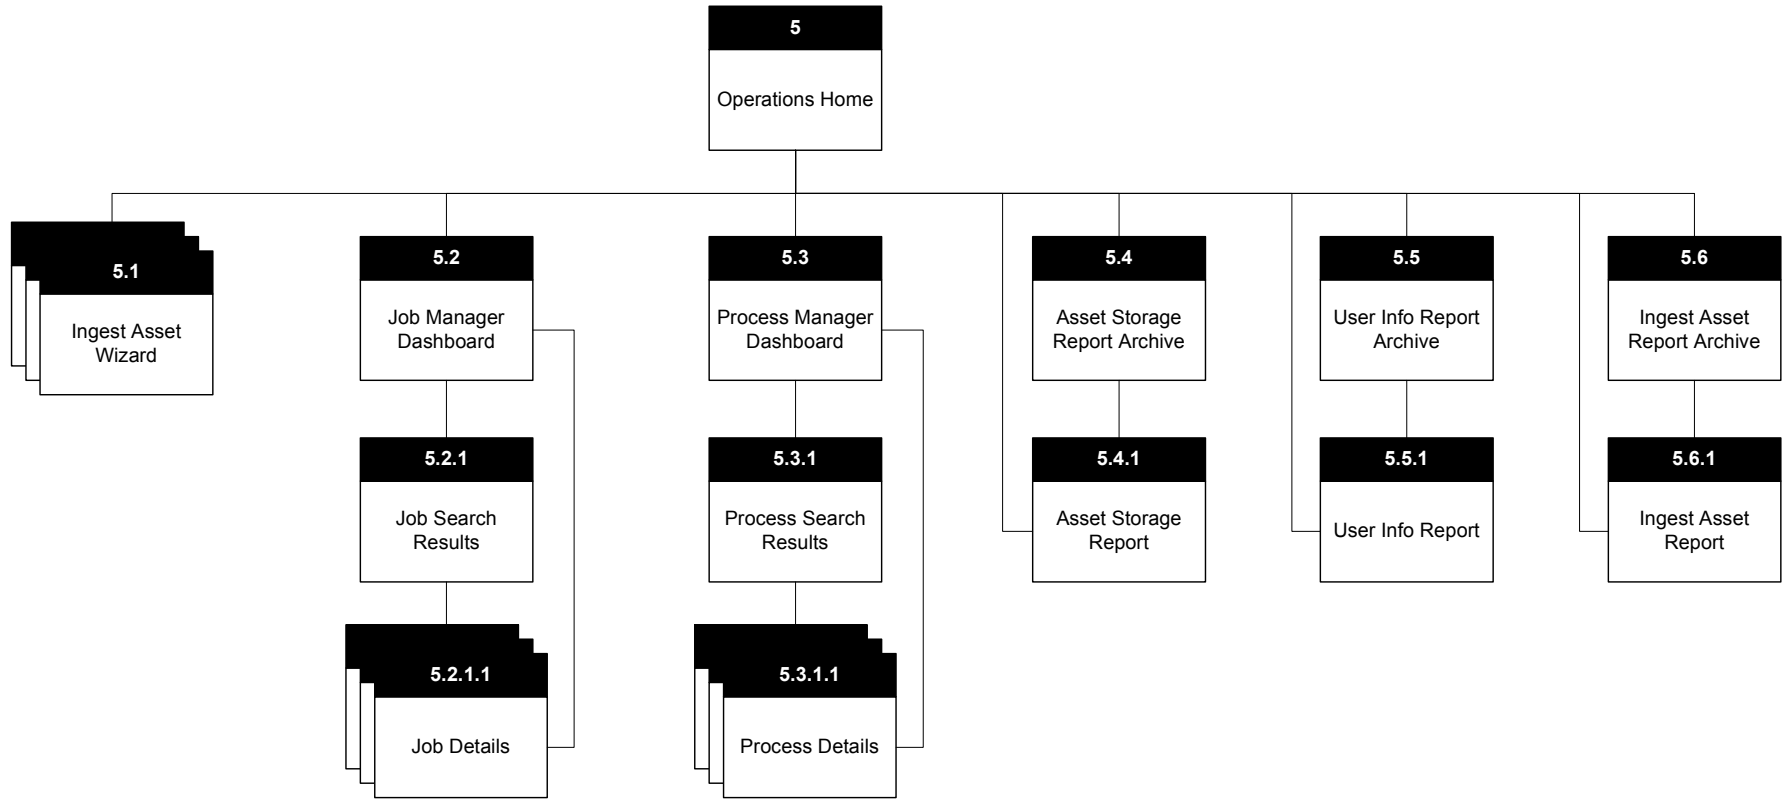 5
Operations Home
5.1
Ingest Asset
Wizard
5.2
Job Manager
Dashboard
5.3
Process Manager
Dashboard
5.4
Asset Storage
Report Archive
5.5
User Info Report
Archive
5.6
Ingest Asset
Report Archive
5.2.1
Job Search
Results
5.3.1
Process Search
Results
5.4.1
Asset Storage
Report
5.5.1
User Info Report
5.6.1
Ingest Asset
Report
5.2.1.1
Job Details
5.3.1.1
Process Details